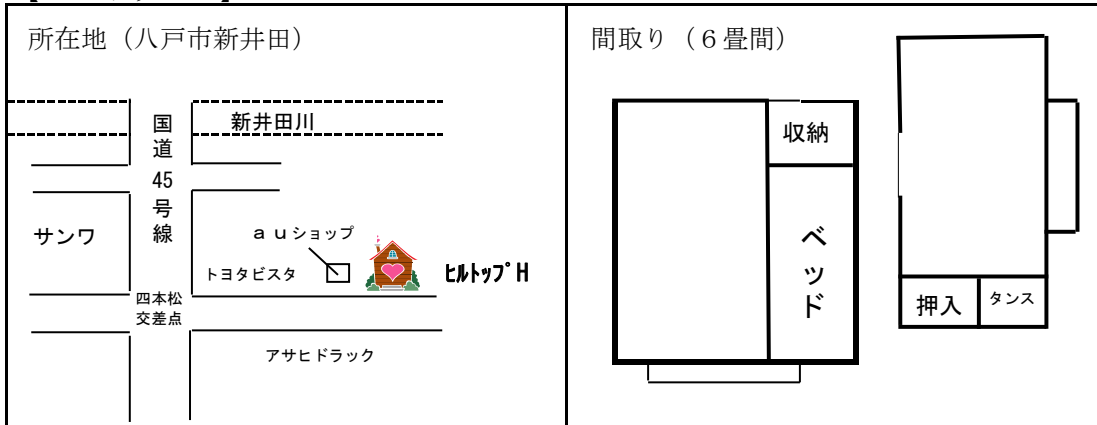 所在地（八戸市新井田）
新井田川
国道45号線
サンワ
ａｕショップ
トヨタビスタ
ﾋﾙﾄｯﾌﾟH
四本松
交差点
アサヒドラック
間取り（６畳間）
収納
ベッド
押入
タンス